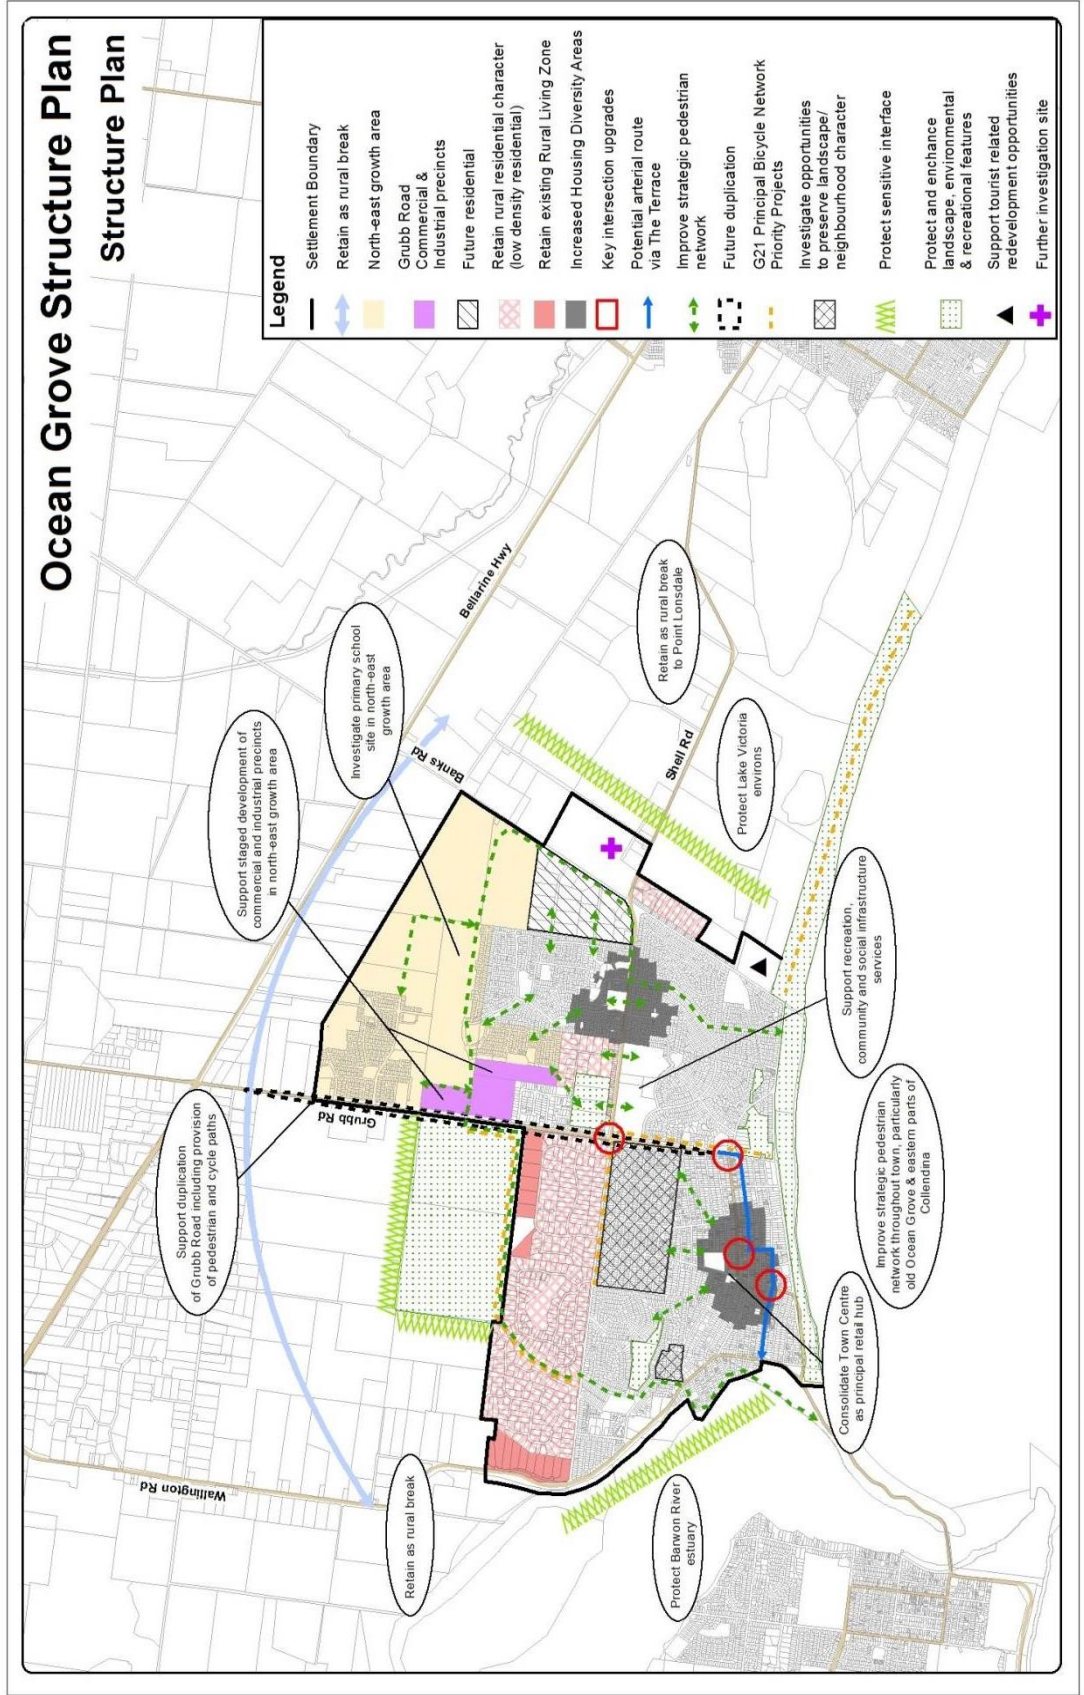 Ocean Grove Structure Plan
Structure Plan
Legend
Settlement Boundary
Retain as rural break
North-east growth area
Grubb Road
Commercial &
Industrial precincts
Future residential
Retain rural residential character
(low density residential)
Retain existing Rural Living Zone
Increased Housing Diversity Areas
Key intersection upgrades
Potential arterial route
via The Terrace
Improve strategic pedestrian
network
Future duplication
G21 Principal Bicycle Network
Priority Projects
Investigate opportunities
to preserve landscape/
neighbourhood character
Protect sensitive interface
Protect and enhance
landscape, environmental
& recreational features
Support tourist related
redevelopment opportunities
Further investigation site
Support duplication
of Grubb Road including provision
of pedestrian and cycle paths
Support staged development of
commercial and industrial precincts
in north-east growth area
Investigate primary school
site in north-east
growth area
Bellarine Hwy
Banks Rd
Grubb Rd
Wallington Rd
Shell Rd
Retain as rural break
Retain as rural break
to Point Lonsdale
Protect Lake Victoria
environs
Protect Barwon River
estuary
Consolidate Town Centre
as principal retail hub
Improve strategic pedestrian
network throughout town, particularly
old Ocean Grove & eastern parts of
Collendina
Support recreation,
community and social infrastructure
services